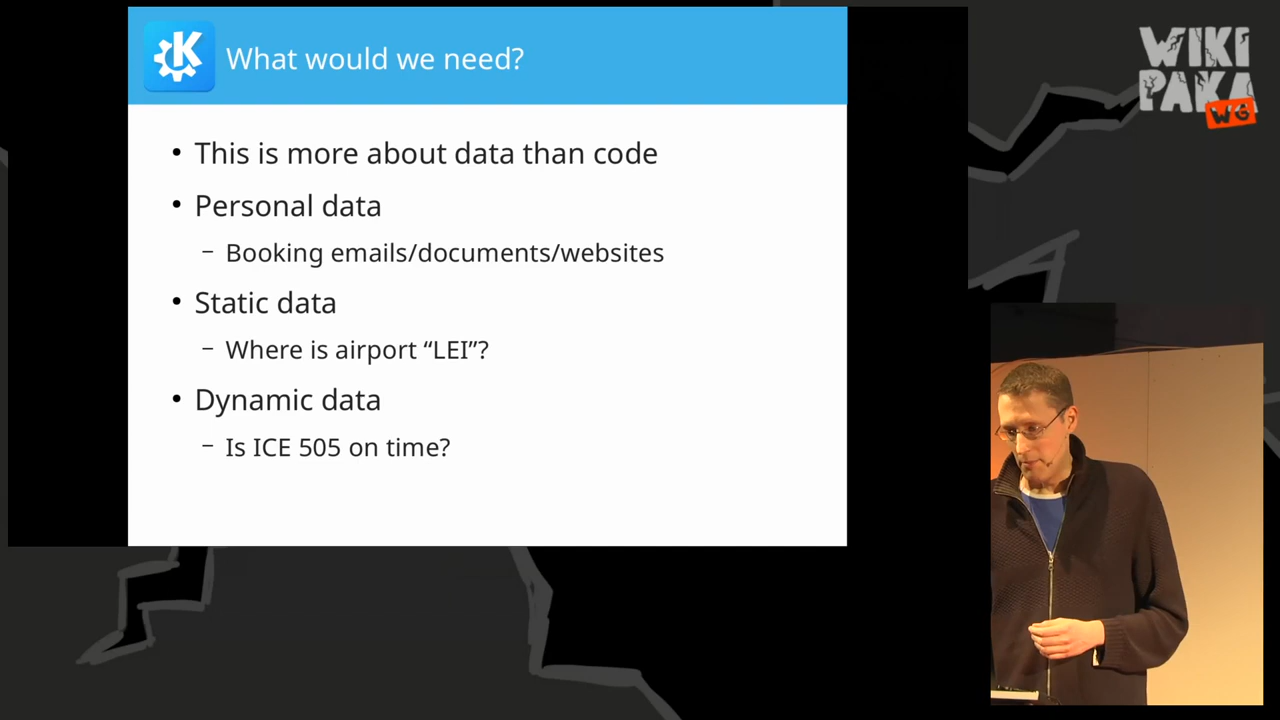 What would we need?
• This is more about data than code
• Personal data
– Booking emails/documents/websites
• Static data
– Where is airport “LEI”?
• Dynamic data
– Is ICE 505 on time?
WIKI
PAKA
WG